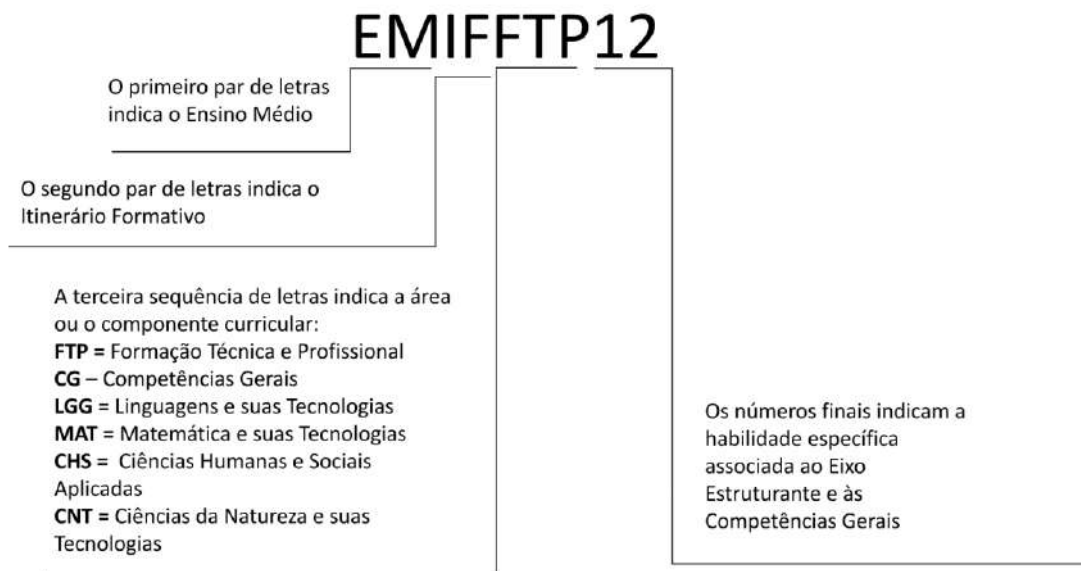 EMIFFTP12
O primeiro par de letras
indica o Ensino Médio
O segundo par de letras indica o
Itinerário Formativo
A terceira sequência de letras indica a área
ou o componente curricular:
FTP = Formação Técnica e Profissional
CG – Competências Gerais
LGG = Linguagens e suas Tecnologias
MAT = Matemática e suas Tecnologias
CHS = Ciências Humanas e Sociais
Aplicadas
CNT = Ciências da Natureza e suas
Tecnologias
Os números finais indicam a
habilidade específica
associada ao Eixo
Estruturante e às
Competências Gerais